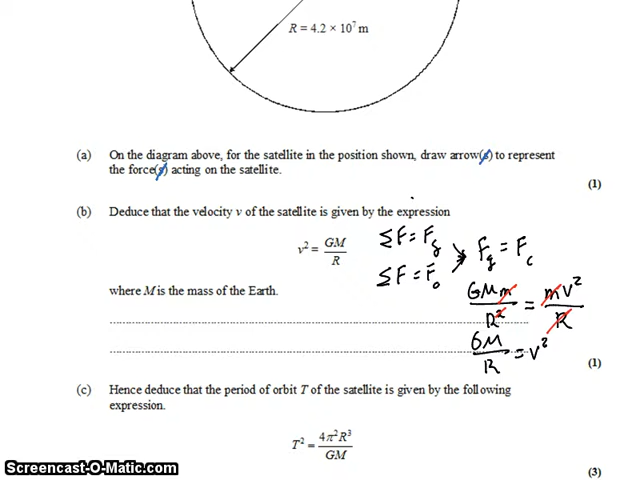 R = 4.2 × 10⁷ m
(a) On the diagram above, for the satellite in the position shown, draw arrow(s) to represent
the force(s) acting on the satellite.
(1)
(b) Deduce that the velocity v of the satellite is given by the expression
v² = GM/R
ΣF = Fg
ΣF = Fc
Fg = Fc
where M is the mass of the Earth.
GMm/R² = mv²/R
GM/R = v²
(1)
(c) Hence deduce that the period of orbit T of the satellite is given by the following
expression.
T² = 4π²R³/GM
(3)
Screencast-O-Matic.com